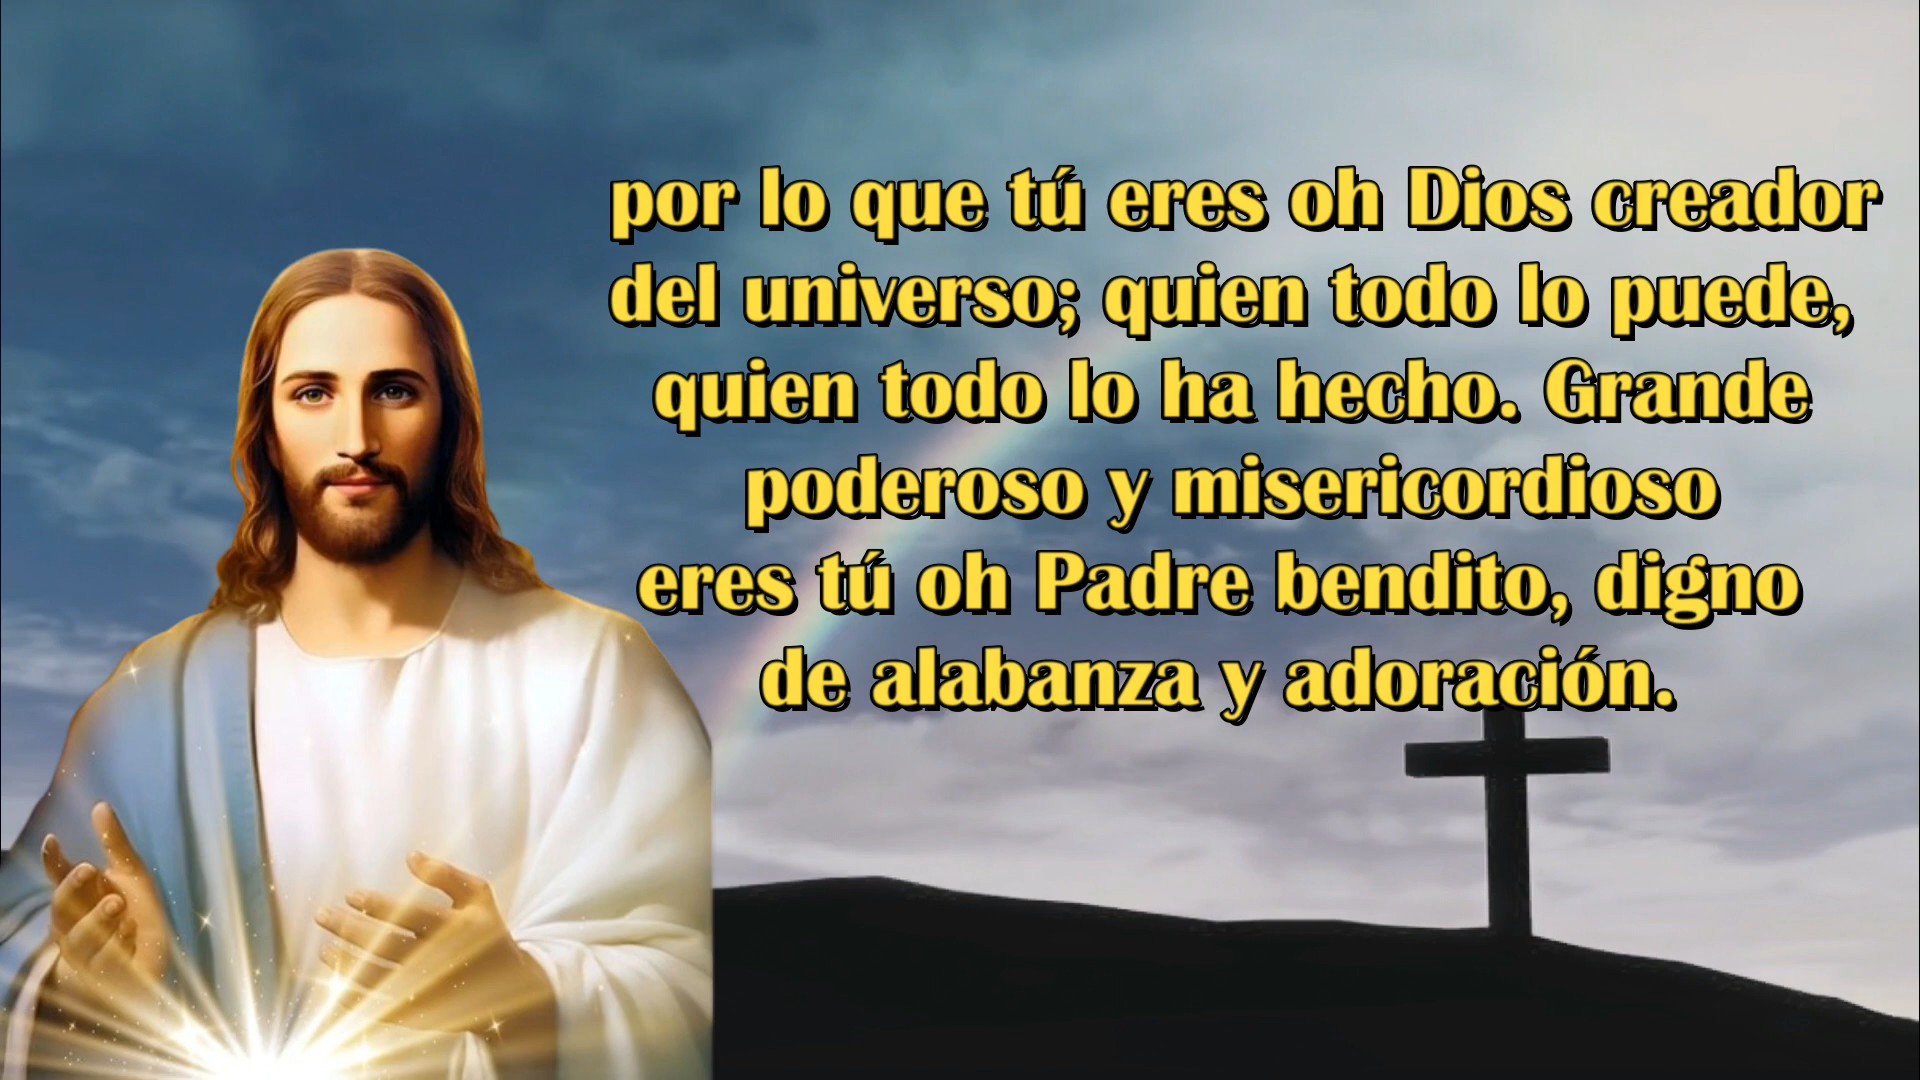 por lo que tú eres oh Dios creador
del universo; quien todo lo puede,
quien todo lo ha hecho. Grande
poderoso y misericordioso
eres tú oh Padre bendito, digno
de alabanza y adoración.